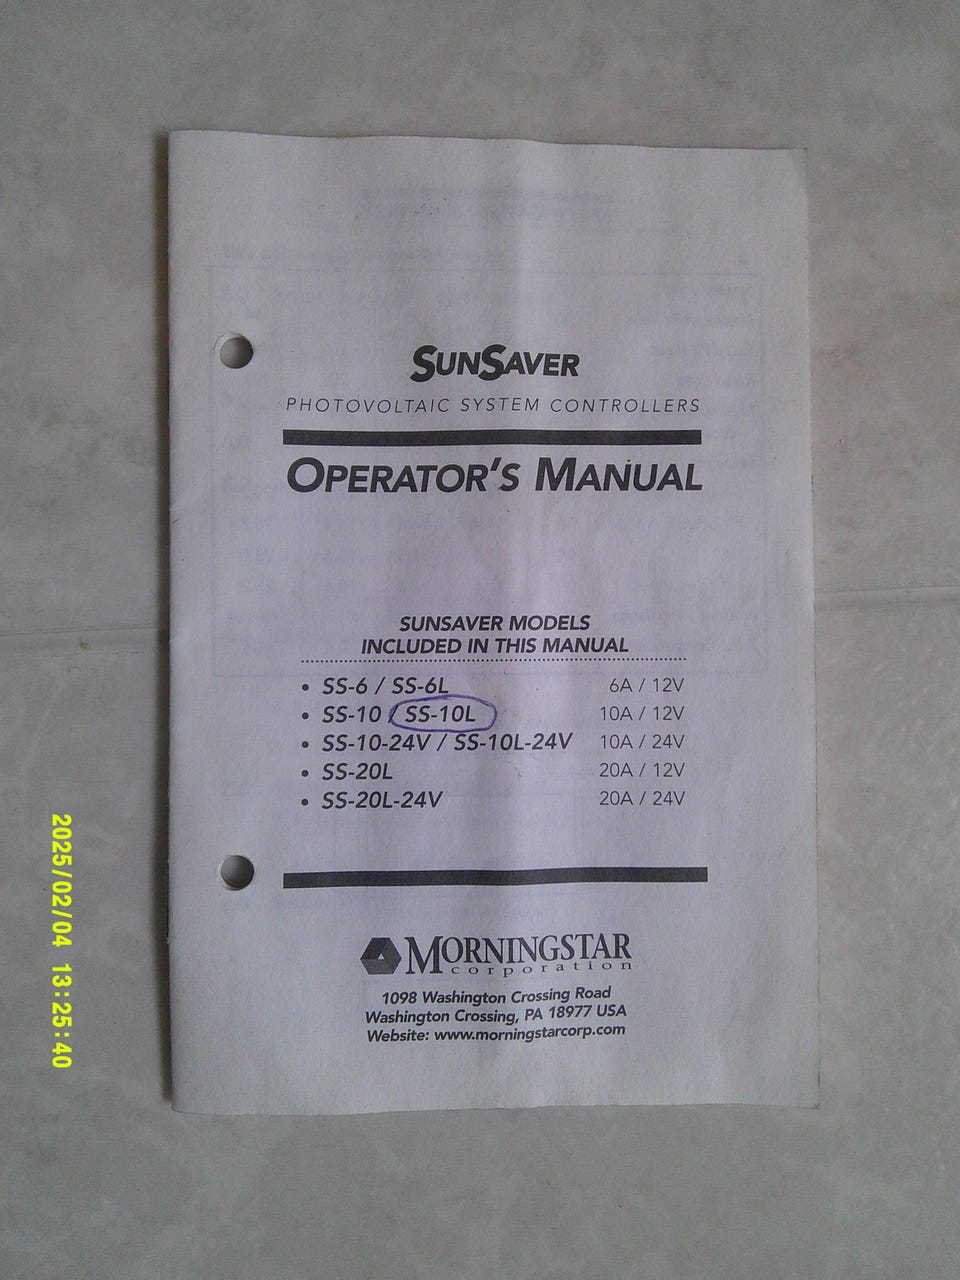 SUNSAVER
PHOTOVOLTAIC SYSTEM CONTROLLERS
OPERATOR'S MANUAL
SUNSAVER MODELS
INCLUDED IN THIS MANUAL
• SS-6 / SS-6L 6A / 12V
• SS-10 / SS-10L 10A / 12V
• SS-10-24V / SS-10L-24V 10A / 24V
• SS-20L 20A / 12V
• SS-20L-24V 20A / 24V
MORNINGSTAR
corporation
1098 Washington Crossing Road
Washington Crossing, PA 18977 USA
Website: www.morningstarcorp.com
2025/02/04 13:25:40